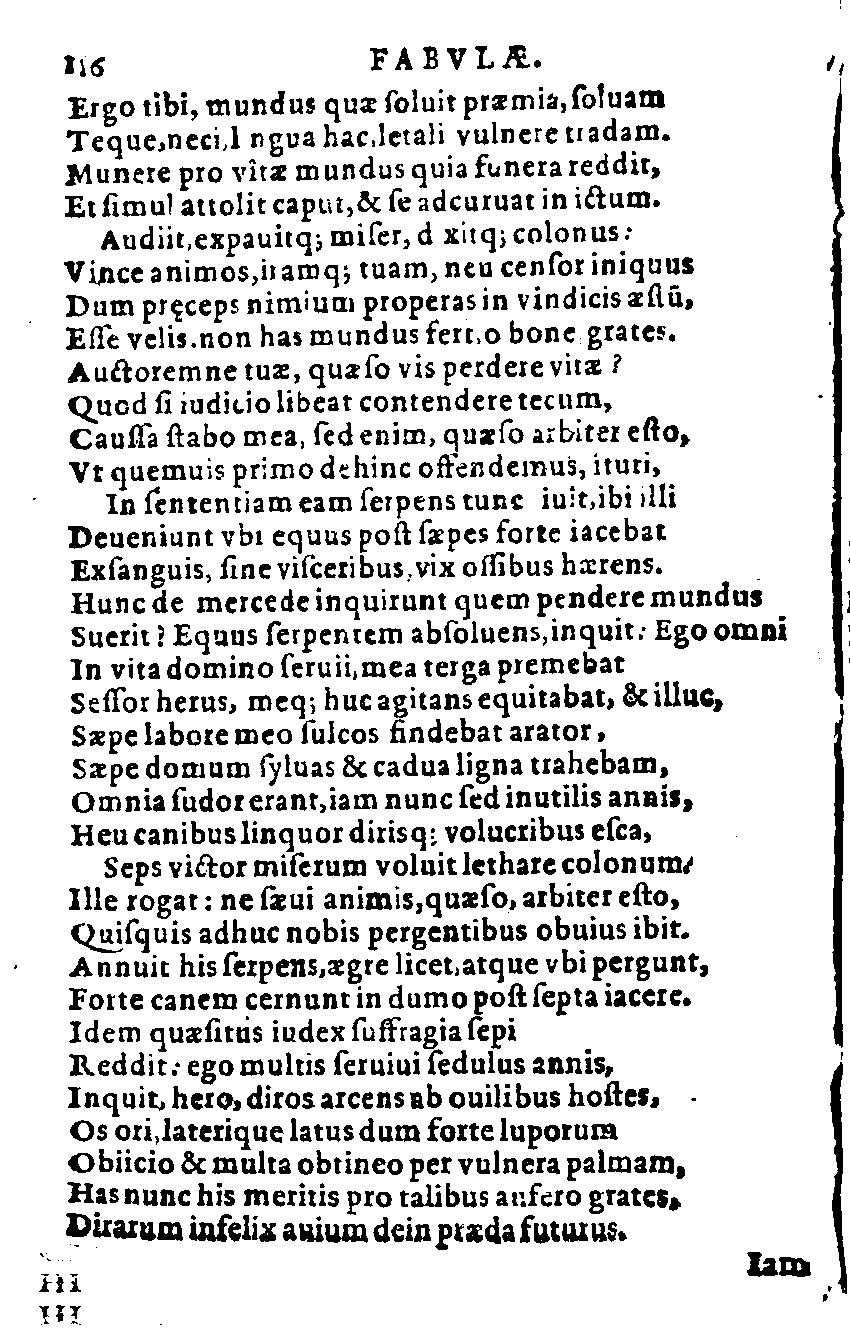 116 FABVLÆ.
Ergo tibi, mundus quæ ſoluit præmia, ſoluam
Teque, neci, l ngua hac, letali vulnere tradam.
Munere pro vîtæ mundus quia funera reddit,
Et ſimul attolit caput, & ſe adcuruat in ictum.
Audiit, expauitq; miſer, d xitq; colonus:
Vince animos, iramq; tuam, neu cenſor iniquus
Dum pręceps nimium properas in vindicis æſtū,
Eſſe velis. non has mundus fert, o bone grates.
Auctoremne tuæ, quæſo vis perdere vitæ?
Quod ſi iudicio libeat contendere tecum,
Cauſſa ſtabo mea, ſed enim, quæſo arbiter eſto,
Vt quemuis primo dehinc offendemus, ituri,
In ſententiam eam ſerpens tunc iuit, ibi illi
Deueniunt vbi equus poſt ſæpes forte iacebat
Exſanguis, ſine viſceribus, vix oſſibus hærens.
Hunc de mercede inquirunt quem pendere mundus
Suerit? Equus ſerpentem abſoluens, inquit: Ego omni
In vita domino ſeruii, mea terga premebat
Seſſor herus, meq; huc agitans equitabat, & illuc,
Sæpe labore meo ſulcos findebat arator,
Sæpe domum ſyluas & cadua ligna trahebam,
Omnia ſudor erant, iam nunc ſed inutilis annis,
Heu canibus linquor dirisq; volucribus eſca,
Seps victor miſerum voluit lethare colonum:
Ille rogat: ne ſæui animis, quæſo, arbiter eſto,
Quiſquis adhuc nobis pergentibus obuius ibit.
Annuit his ſerpens, ægre licet, atque vbi pergunt,
Forte canem cernunt in dumo poſt ſepta iacere.
Idem quæſitus iudex ſuffragia ſepi
Reddit: ego multis ſeruiui ſedulus annis,
Inquit, hero, diros arcens ab ouilibus hoſtes,
Os ori, laterique latus dum forte luporum
Obiicio & multa obtineo per vulnera palmam,
Has nunc his meritis pro talibus aufero grates,
Dirarum infelix auium dein præda futurus.
Iam